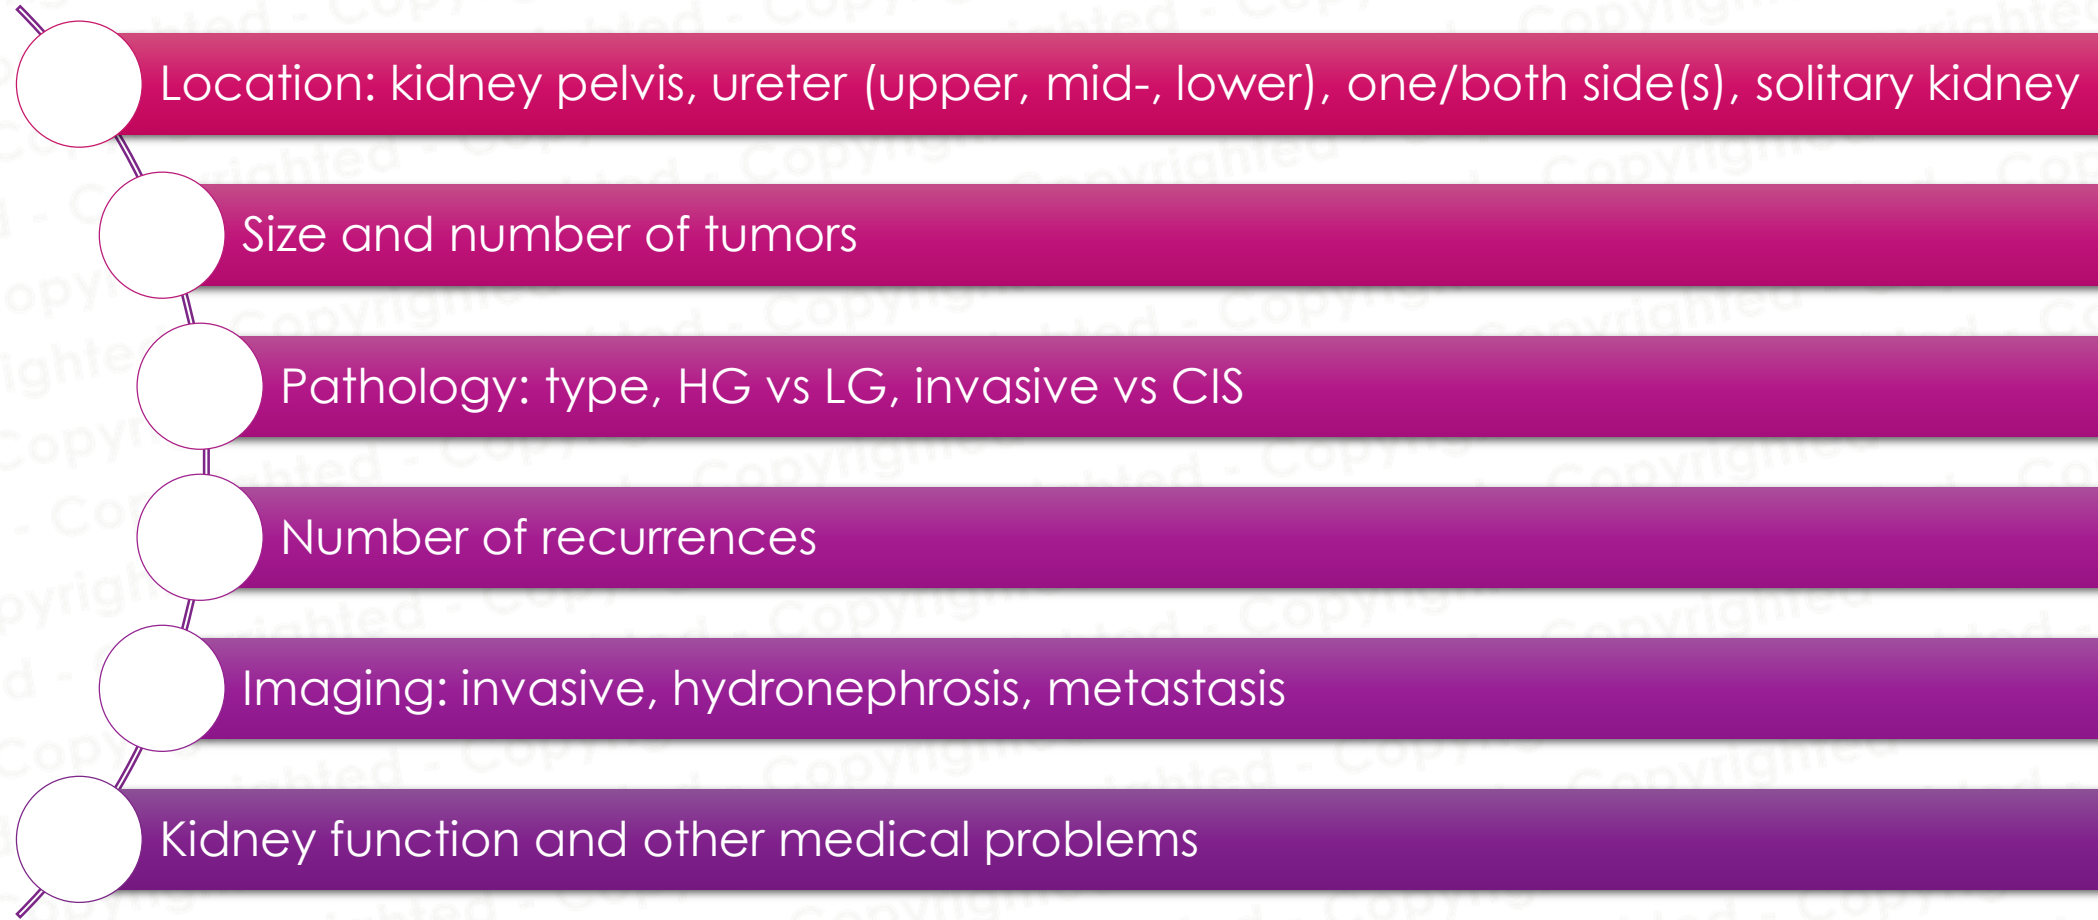 Location: kidney pelvis, ureter (upper, mid-, lower), one/both side(s), solitary kidney
Size and number of tumors
Pathology: type, HG vs LG, invasive vs CIS
Number of recurrences
Imaging: invasive, hydronephrosis, metastasis
Kidney function and other medical problems